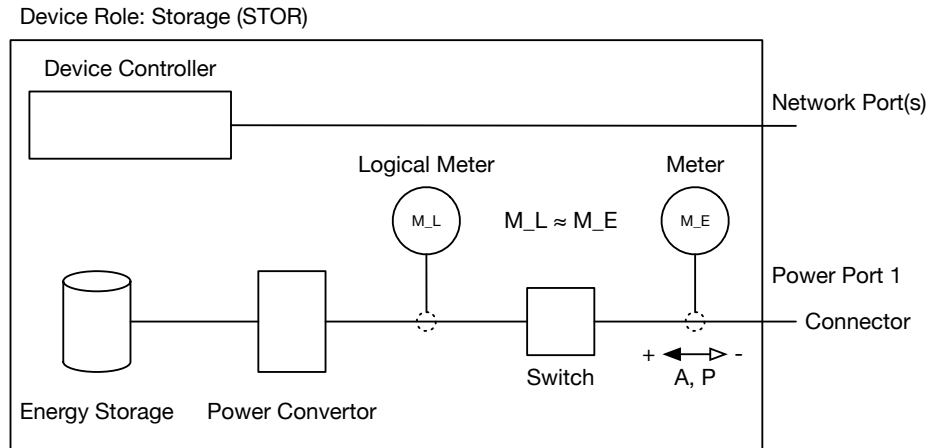 Device Role: Storage (STOR)
Device Controller
Network Port(s)
Logical Meter
Meter
M_L
M_L ≈ M_E
M_E
Power Port 1
Connector
+ -
Switch
A, P
Energy Storage
Power Convertor